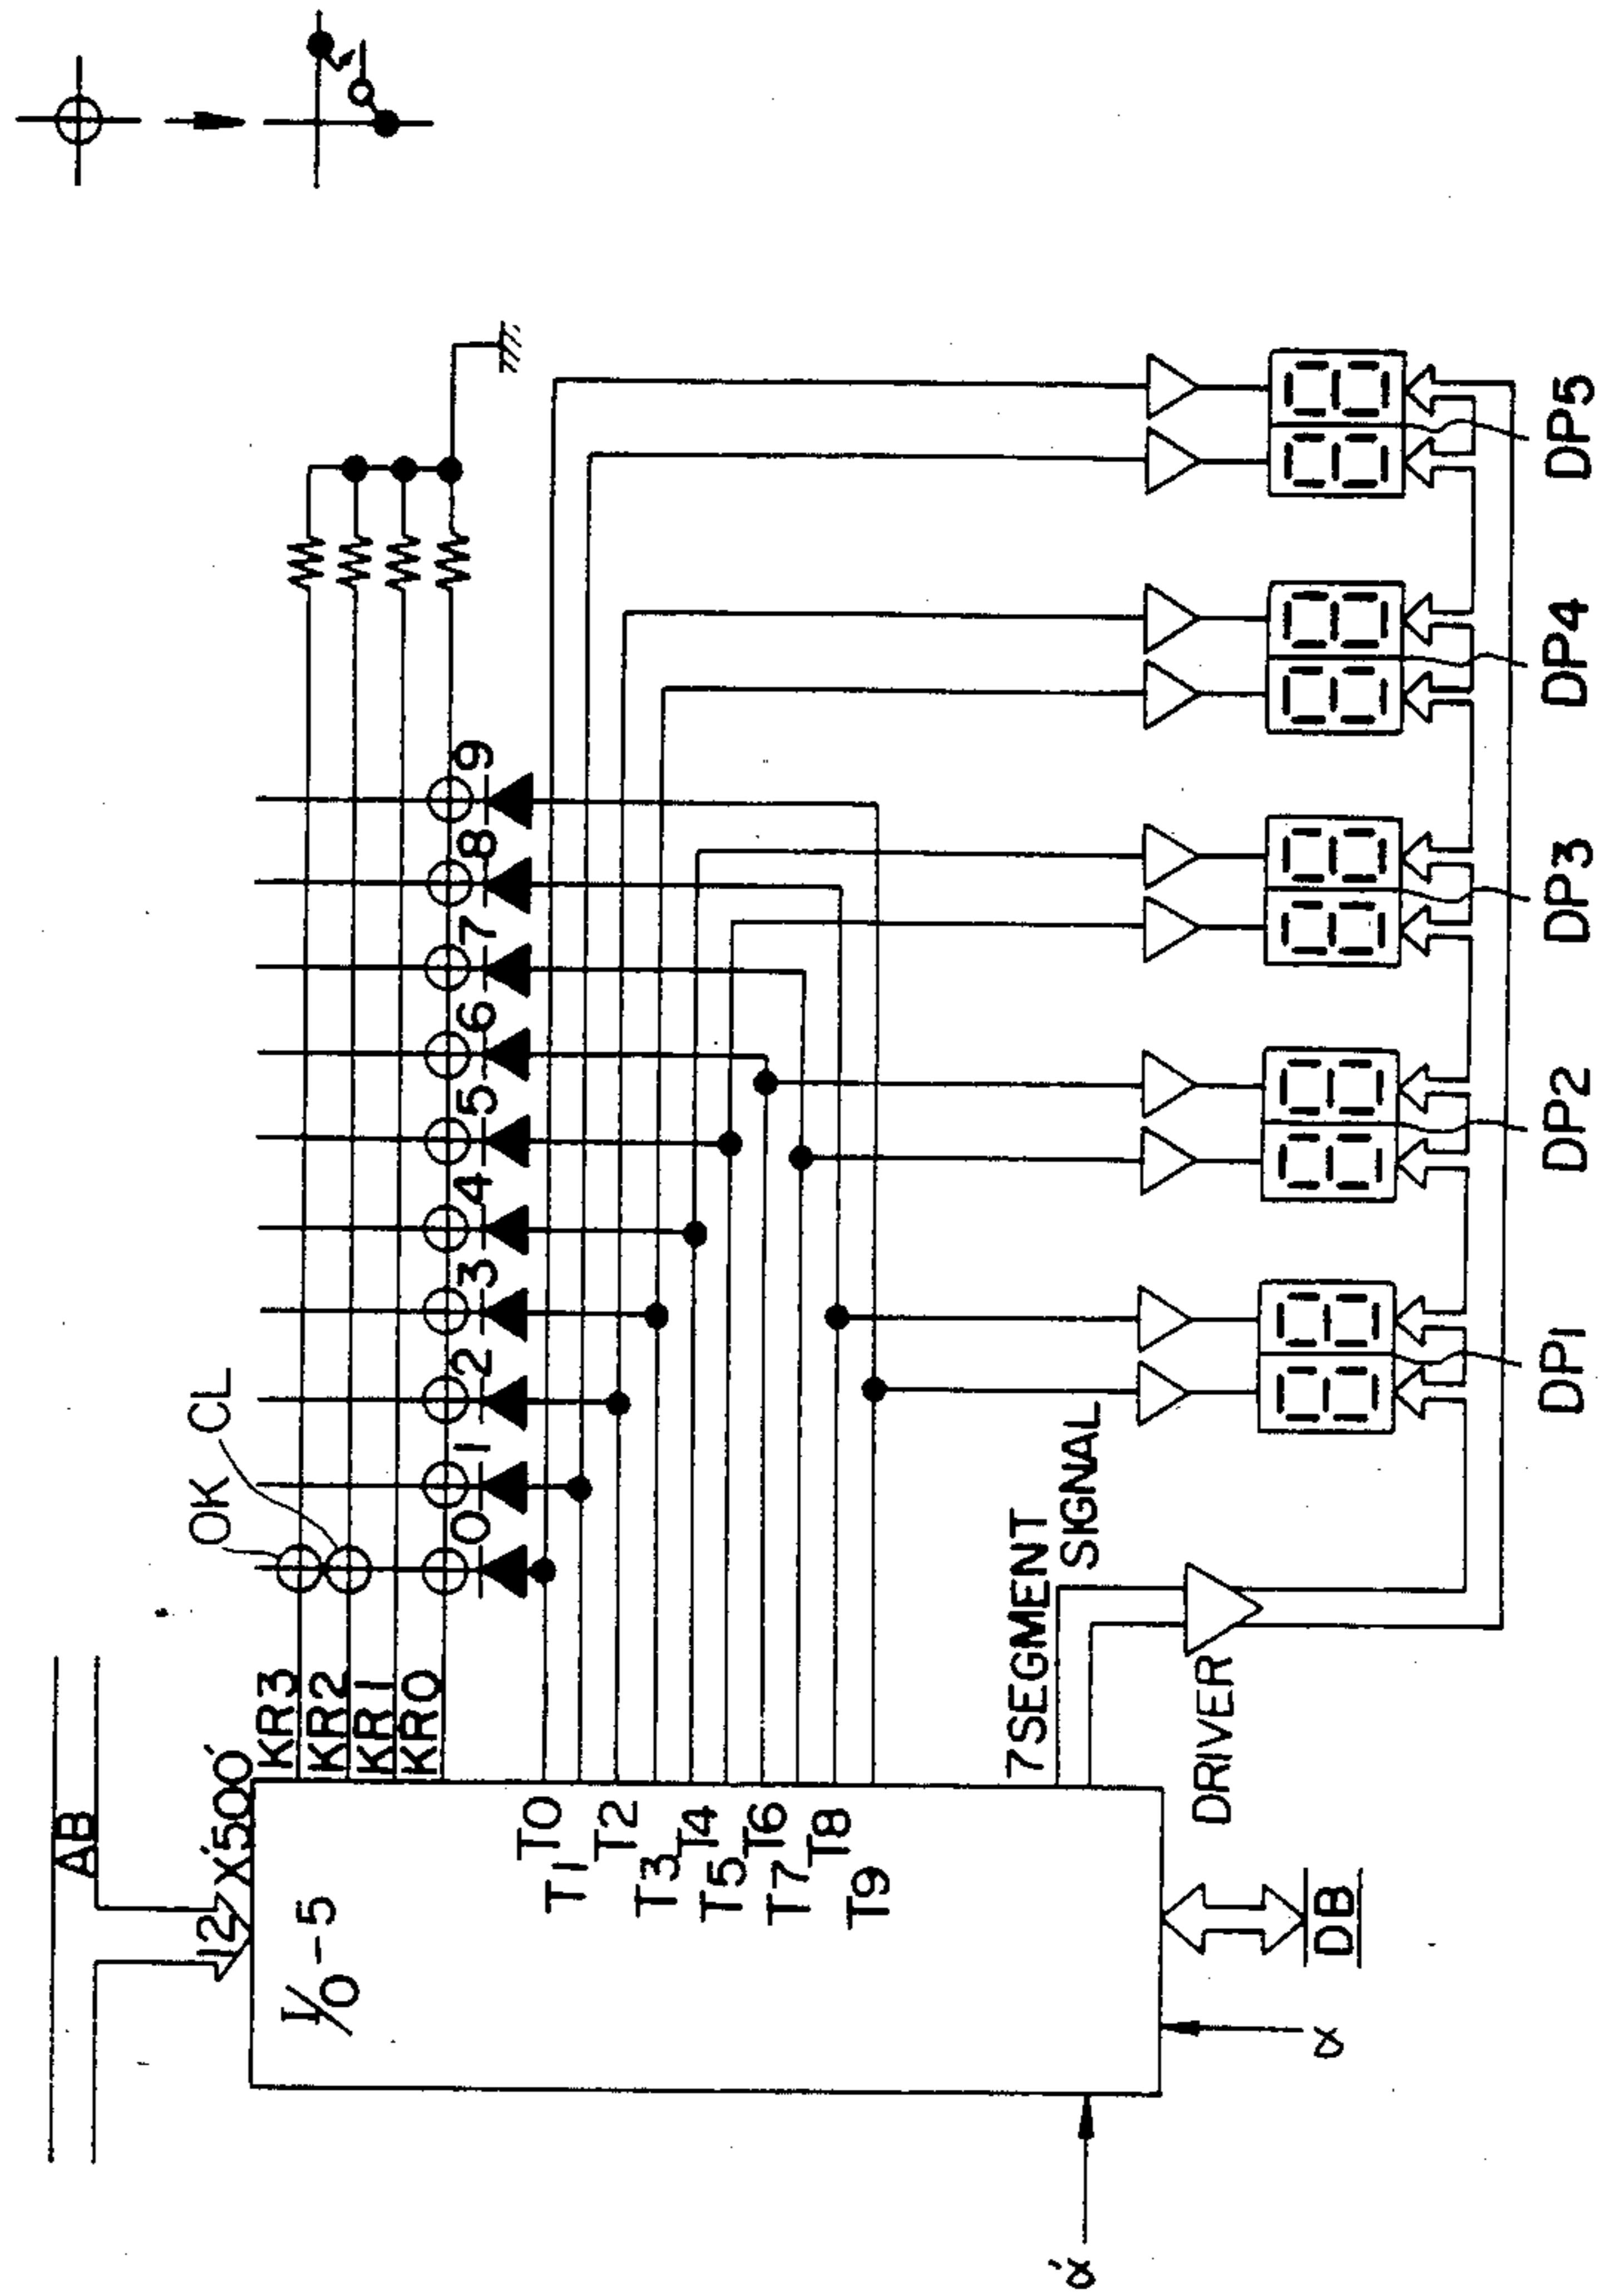 AB
12
X'500'
I/O-5
KR3
KR2
KR1
KR0
OK
CL
0
1
2
3
4
5
6
7
8
9
T0
T1
T2
T3
T4
T5
T6
T7
T8
T9
7SEGMENT
SIGNAL
DRIVER
α'
α
DB
DP1
DP2
DP3
DP4
DP5